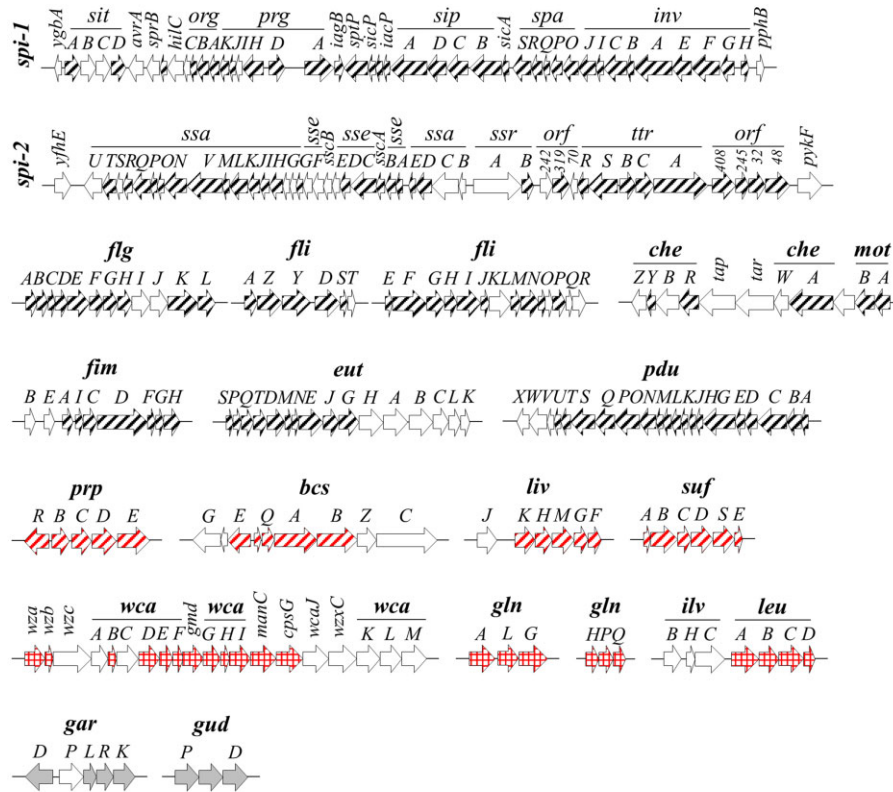 sit org prg sip spa inv
spi-1 ygbA A B C D avrA sprB hilC C B A K J I H D A iagB sptP sicP iacP A D C B sicA S R Q P O J I C B A E F G H pphB
ssa sse sse sse ssa ssr orf ttr orf
spi-2 yfhE U T S R Q P O N V M L K J I H G G F sscB E D C sscA B A E D C B A B 242 319 70 R S B C A 408 245 32 48 pykF
flg fli fli che che mot
A B C D E F G H I J K L A Z Y D S T E F G H I J K L M N O P Q R Z Y B R tap tar W A B A
fim eut pdu
B E A I C D F G H S P Q T D M N E J G H A B C L K X W V U T S Q P O N M L K J H G E D C B A
prp bcs liv suf
R B C D E G E Q A B Z C J K H M G F A B C D S E
wca wca wca gln gln ilv leu
wza wzb wzc A B C D E F gmd G H I manC cpsG wcaJ wzxC K L M A L G H P Q B H C A B C D
gar gud
D P L R K P D